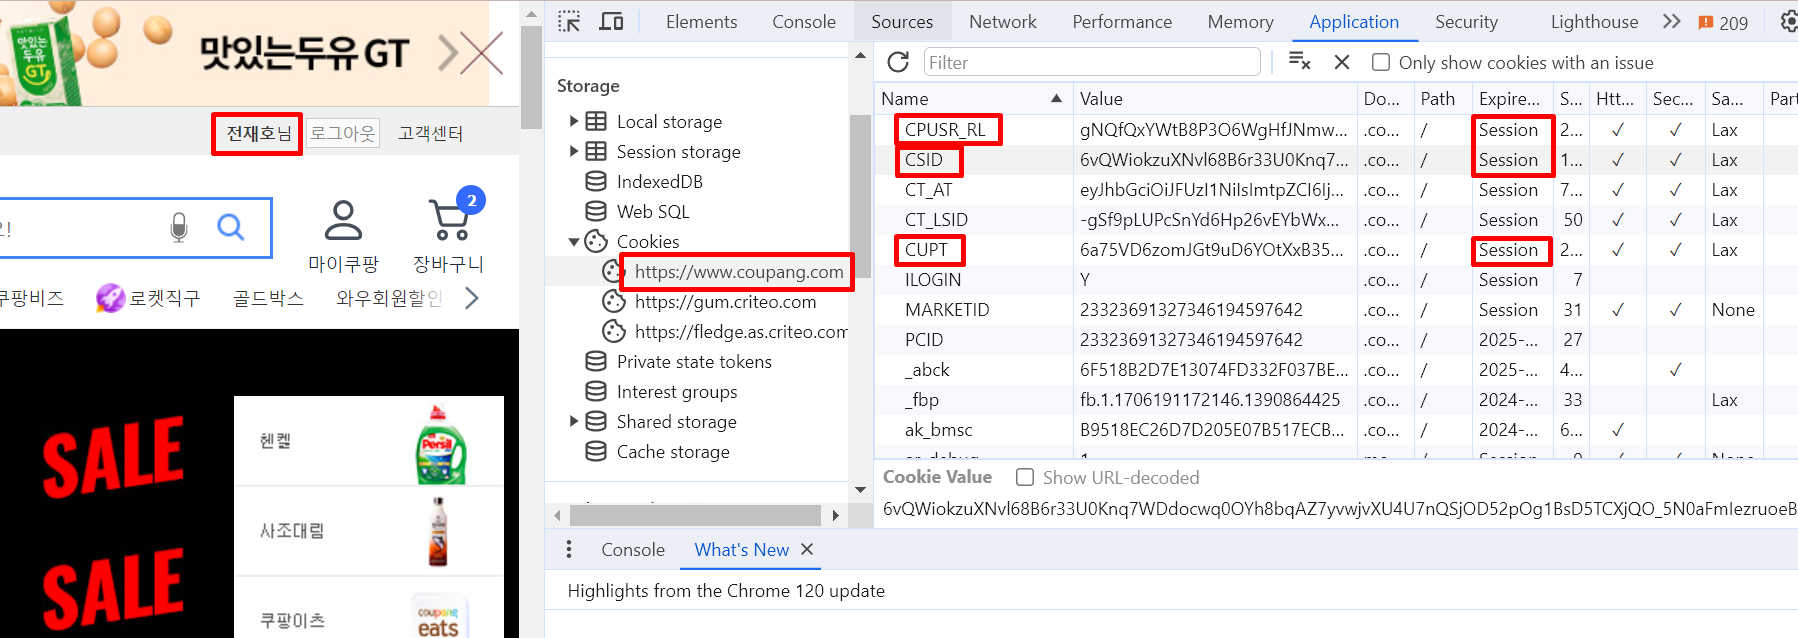 맛있는두유 GT
맛있는
두유
GT
전재호님 로그아웃 고객센터
!
2
마이쿠팡 장바구니
쿠팡비즈 로켓직구 골드박스 와우회원할인
SALE
SALE
헨켈
Persil
사조대림
쿠팡이츠
coupang
eats
Elements Console Sources Network Performance Memory Application Security Lighthouse 209
Storage
Local storage
Session storage
IndexedDB
Web SQL
Cookies
https://www.coupang.com
https://gum.criteo.com
https://fledge.as.criteo.com
Private state tokens
Interest groups
Shared storage
Cache storage
Filter Only show cookies with an issue
Name Value Do... Path Expire... S... Htt... Sec... Sa... Part
CPUSR_RL gNQfQxYWtB8P3O6WgHfJNmw... .co... / Session 2... ✓ ✓ Lax
CSID 6vQWiokzuXNvl68B6r33U0Knq7... .co... / Session 1... ✓ ✓ Lax
CT_AT eyJhbGciOiJFUzI1NiIsImtpZCI6Ij... .co... / Session 7... ✓ ✓ Lax
CT_LSID -gSf9pLUPcSnYd6Hp26vEYbWx... .co... / Session 50 ✓ ✓ Lax
CUPT 6a75VD6zomJGt9uD6YOtXxB35... .co... / Session 2... ✓ ✓ Lax
ILOGIN Y .co... / Session 7
MARKETID 23323691327346194597642 .co... / Session 31 ✓ ✓ None
PCID 23323691327346194597642 .co... / 2025-... 27
_abck 6F518B2D7E13074FD332F037BE... .co... / 2025-... 4... ✓
_fbp fb.1.1706191172146.1390864425 .co... / 2024-... 33 Lax
ak_bmsc B9518EC26D7D205E07B517ECB... .co... / 2024-... 6... ✓
Cookie Value Show URL-decoded
6vQWiokzuXNvl68B6r33U0Knq7WDdocwq0OYh8bqAZ7yvwjvXU4U7nQSjOD52pOg1BsD5TCXjQO_5N0aFmIezruoeB
Console What's New
Highlights from the Chrome 120 update